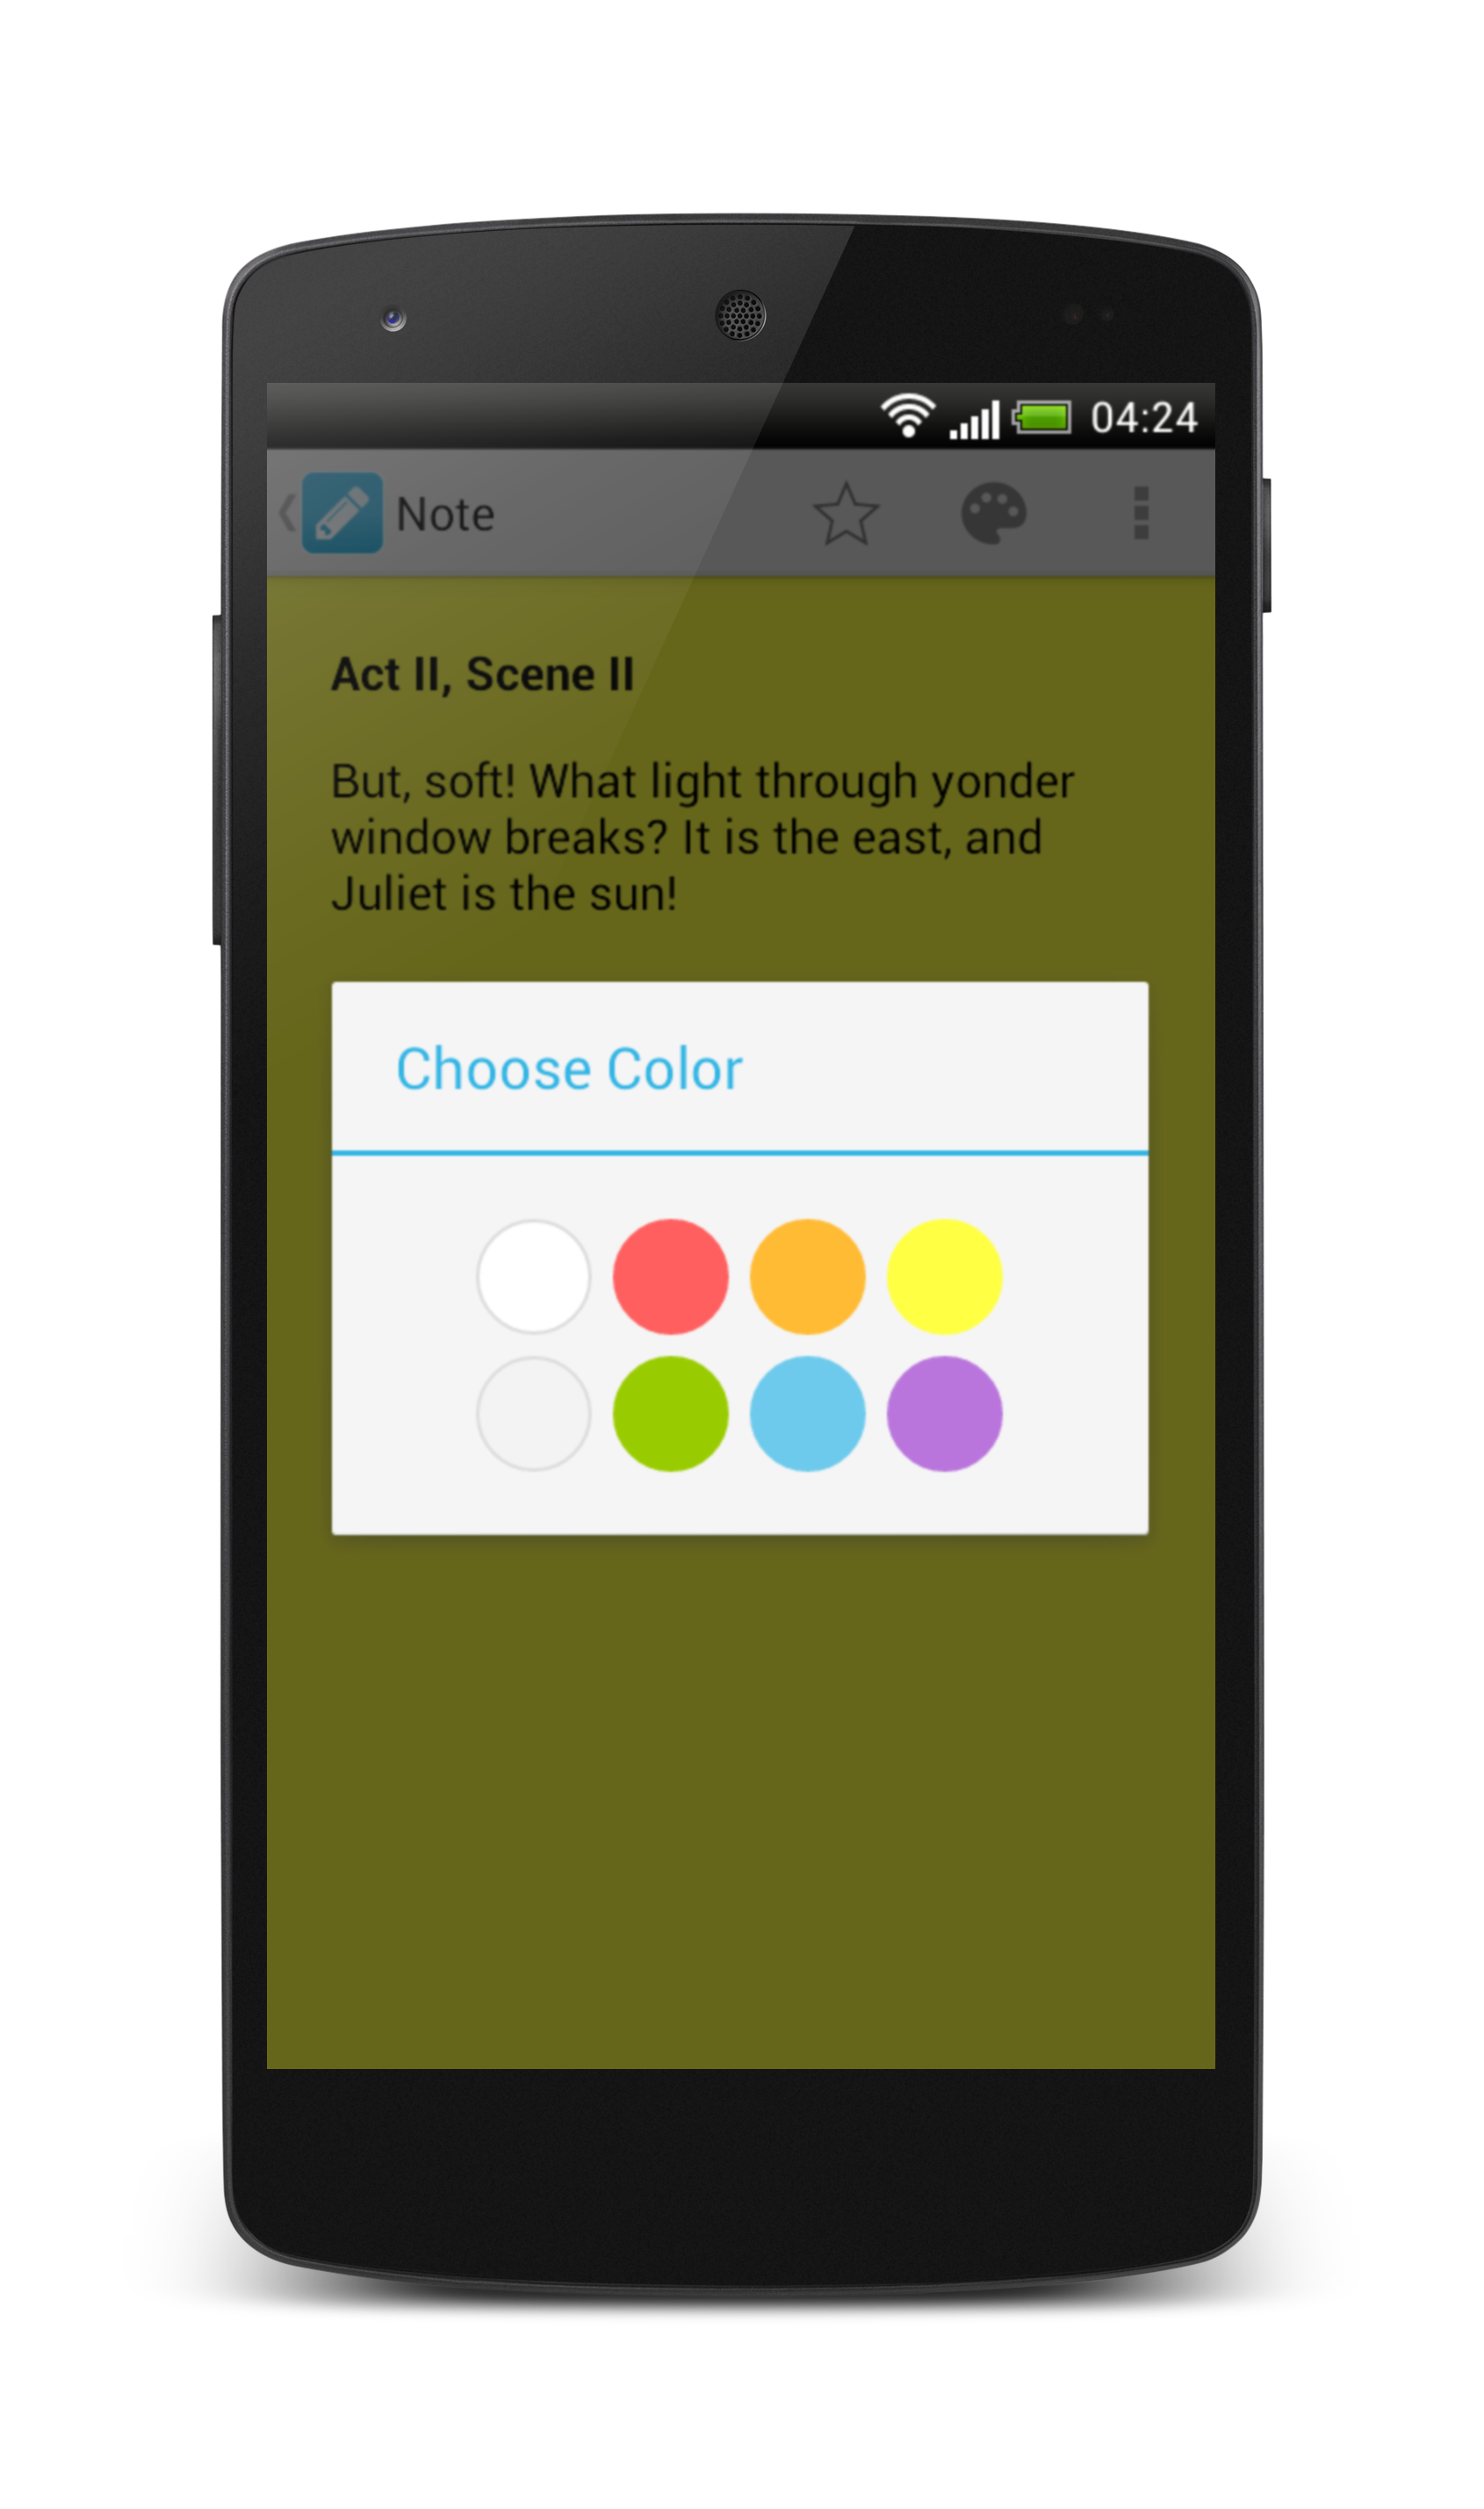 04:24
Note
Act II, Scene II
But, soft! What light through yonder
window breaks? It is the east, and
Juliet is the sun!
Choose Color